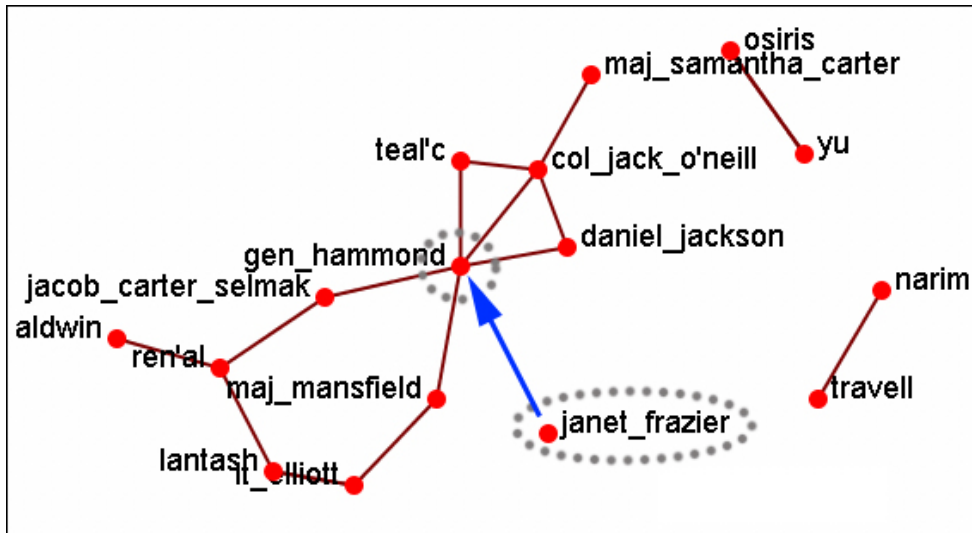 osiris
maj_samantha_carter
teal'c
col_jack_o'neill
yu
daniel_jackson
gen_hammond
jacob_carter_selmak
narim
aldwin
ren'al
maj_mansfield
travell
janet_frazier
lantash
lt_elliott